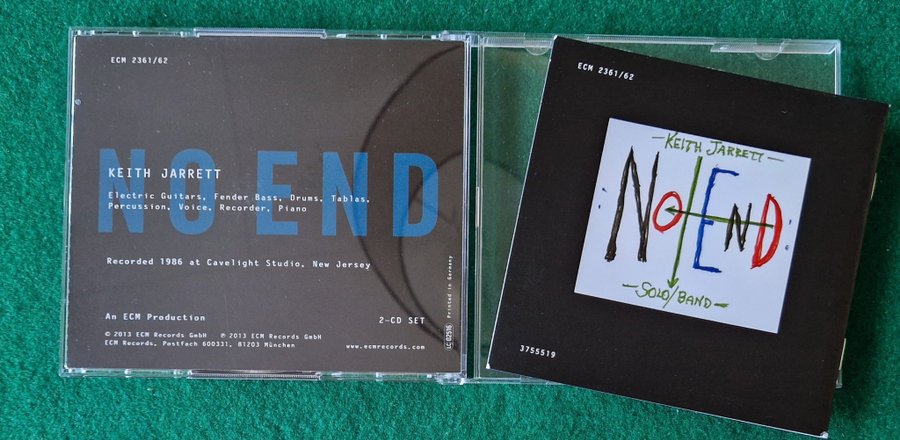 ECM 2361/62
NO END
KEITH JARRETT
Electric Guitars, Fender Bass, Drums, Tablas,
Percussion, Voice, Recorder, Piano
Recorded 1986 at Cavelight Studio, New Jersey
An ECM Production
2-CD SET
© 2013 ECM Records GmbH ℗ 2013 ECM Records GmbH
ECM Records, Postfach 600331, 81203 München
www.ecmrecords.com
LC 02516 Printed in Germany
ECM 2361/62
-KEITH JARRETT-
NO END
-SOLO/BAND-
3755519